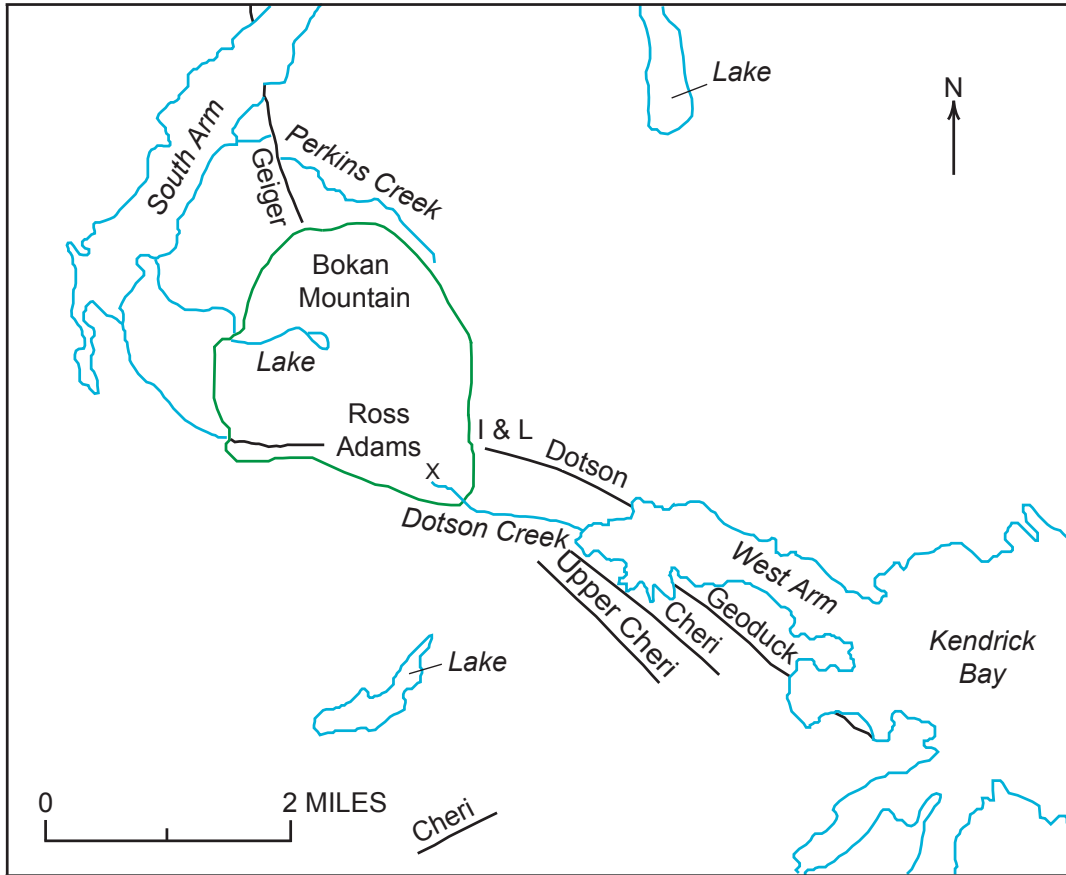 Lake
N
South Arm
Perkins Creek
Geiger
Bokan
Mountain
Lake
Ross
Adams
I & L
Dotson
X
Dotson Creek
West Arm
Upper Cheri
Cheri
Geoduck
Kendrick
Bay
Lake
0
2 MILES
Cheri